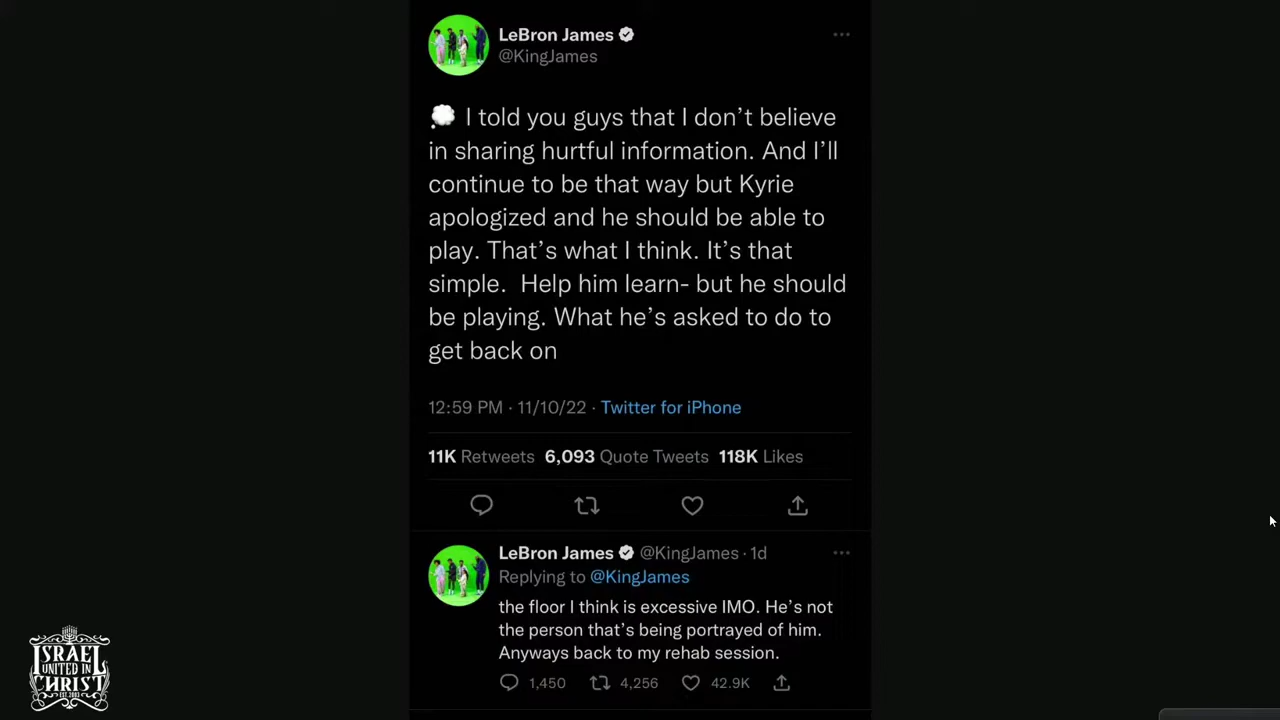 LeBron James
@KingJames
💭 I told you guys that I don’t believe
in sharing hurtful information. And I’ll
continue to be that way but Kyrie
apologized and he should be able to
play. That’s what I think. It’s that
simple.  Help him learn- but he should
be playing. What he’s asked to do to
get back on
12:59 PM · 11/10/22 · Twitter for iPhone
11K Retweets 6,093 Quote Tweets 118K Likes
LeBron James @KingJames · 1d
Replying to @KingJames
the floor I think is excessive IMO. He’s not
the person that’s being portrayed of him.
Anyways back to my rehab session.
1,450 4,256 42.9K
ISRAEL
UNITED IN
CHRIST
EST.2003